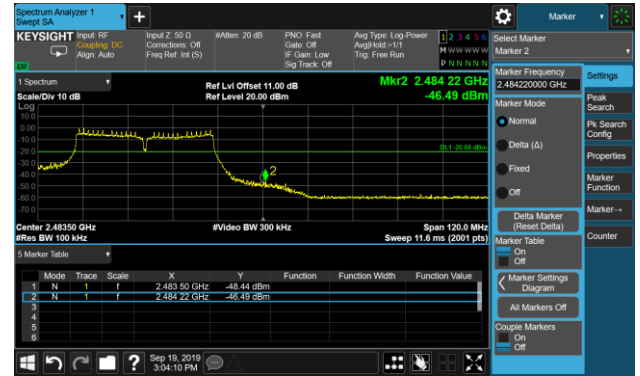 Spectrum Analyzer 1
Swept SA
+
Marker
KEYSIGHT
Input: RF
Coupling: DC
Align: Auto
Input Z: 50 Ω
Corrections: Off
Freq Ref: Int (S)
#Atten: 20 dB
PNO: Fast
Gate: Off
IF Gain: Low
Sig Track: Off
Avg Type: Log-Power
Avg|Hold:>1/1
Trig: Free Run
1 2 3 4 5 6
M W W W W W
P N N N N N
Select Marker
Marker 2
Marker Frequency
2.484220000 GHz
Settings
Marker Mode
Normal
Delta (Δ)
Fixed
Off
Peak
Search
Pk Search
Config
Properties
Marker
Function
Marker→
Counter
Delta Marker
(Reset Delta)
Marker Table
On
Off
Marker Settings
Diagram
All Markers Off
Couple Markers
On
Off
1 Spectrum
Scale/Div 10 dB
Ref Lvl Offset 11.00 dB
Ref Level 20.00 dBm
Mkr2 2.484 22 GHz
-46.49 dBm
Log
10.0
0.00
-10.0
-20.0
-30.0
-40.0
-50.0
-60.0
-70.0
2
Center 2.48350 GHz
#Res BW 100 kHz
#Video BW 300 kHz
Span 120.0 MHz
Sweep 11.6 ms (2001 pts)
5 Marker Table
Mode Trace Scale X Y Function Function Width Function Value
1 N 1 f 2.483 50 GHz -48.44 dBm
2 N 1 f 2.484 22 GHz -46.49 dBm
3
4
5
6
?
Sep 19, 2019
3:04:10 PM